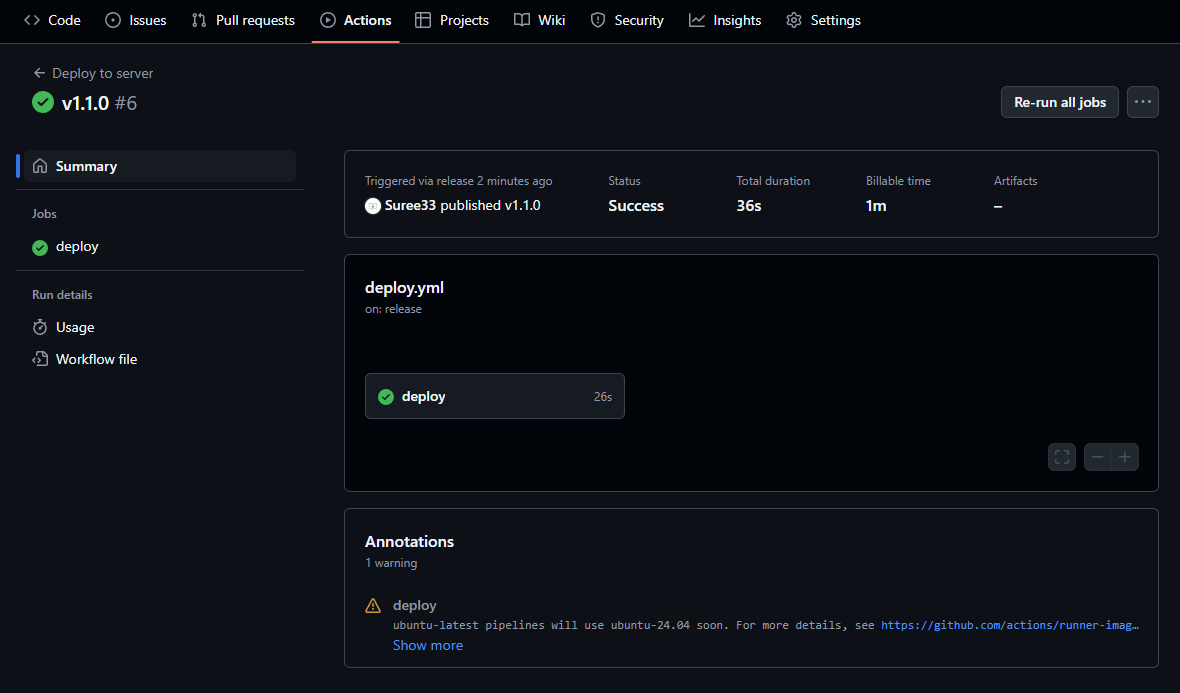 Code Issues Pull requests Actions Projects Wiki Security Insights Settings
Deploy to server
v1.1.0 #6
Re-run all jobs
Summary
Jobs
deploy
Run details
Usage
Workflow file
Triggered via release 2 minutes ago
Suree33 published v1.1.0
Status
Success
Total duration
36s
Billable time
1m
Artifacts
–
deploy.yml
on: release
deploy 26s
Annotations
1 warning
deploy
ubuntu-latest pipelines will use ubuntu-24.04 soon. For more details, see https://github.com/actions/runner-imag…
Show more